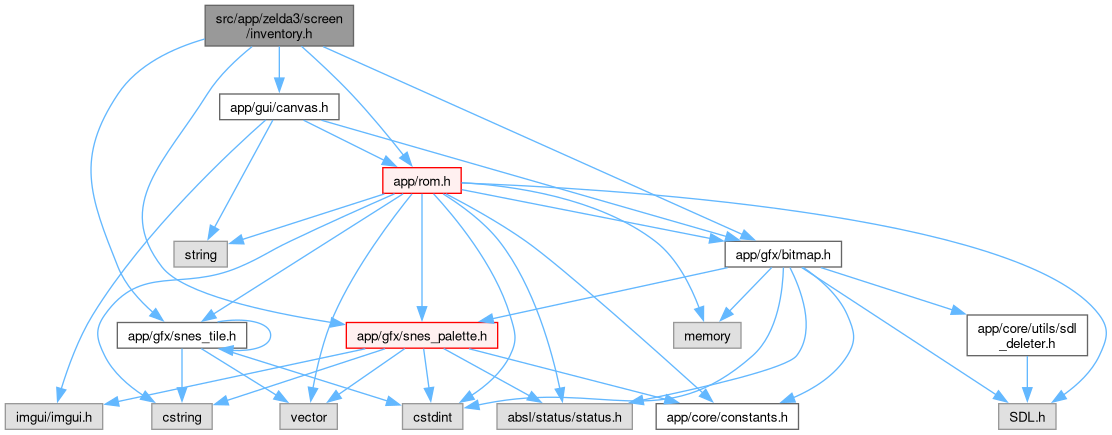 src/app/zelda3/screen
/inventory.h
app/gui/canvas.h
app/rom.h
string
app/gfx/bitmap.h
app/gfx/snes_tile.h
app/gfx/snes_palette.h
memory
app/core/utils/sdl
_deleter.h
imgui/imgui.h
cstring
vector
cstdint
absl/status/status.h
app/core/constants.h
SDL.h